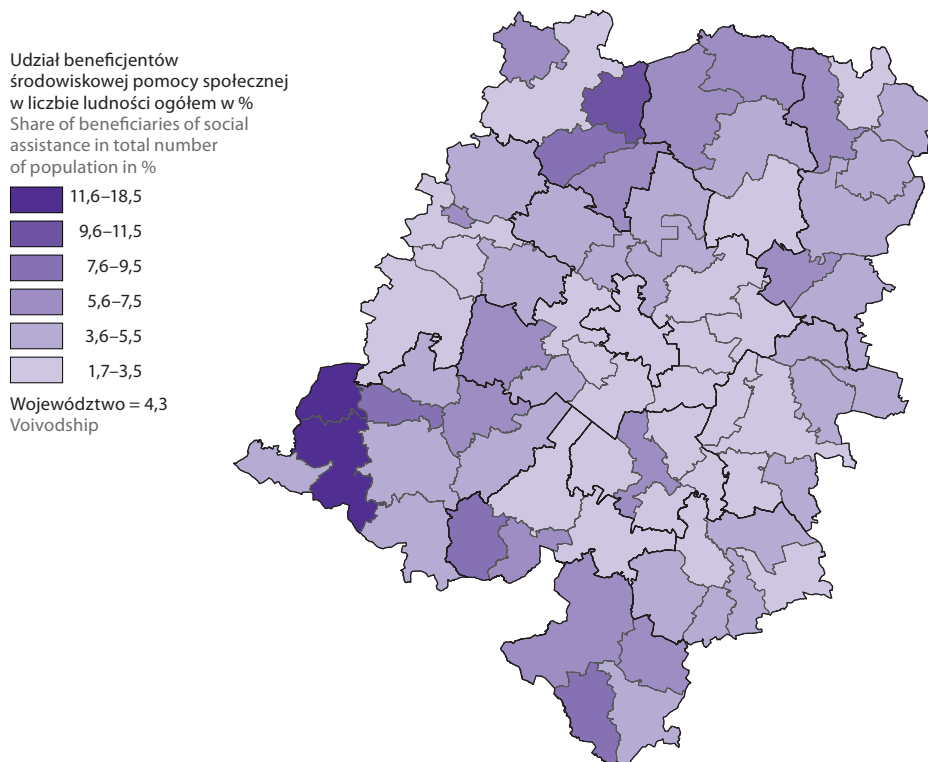 Udział beneficjentów
środowiskowej pomocy społecznej
w liczbie ludności ogółem w %
Share of beneficiaries of social
assistance in total number
of population in %
11,6–18,5
9,6–11,5
7,6–9,5
5,6–7,5
3,6–5,5
1,7–3,5
Województwo = 4,3
Voivodship